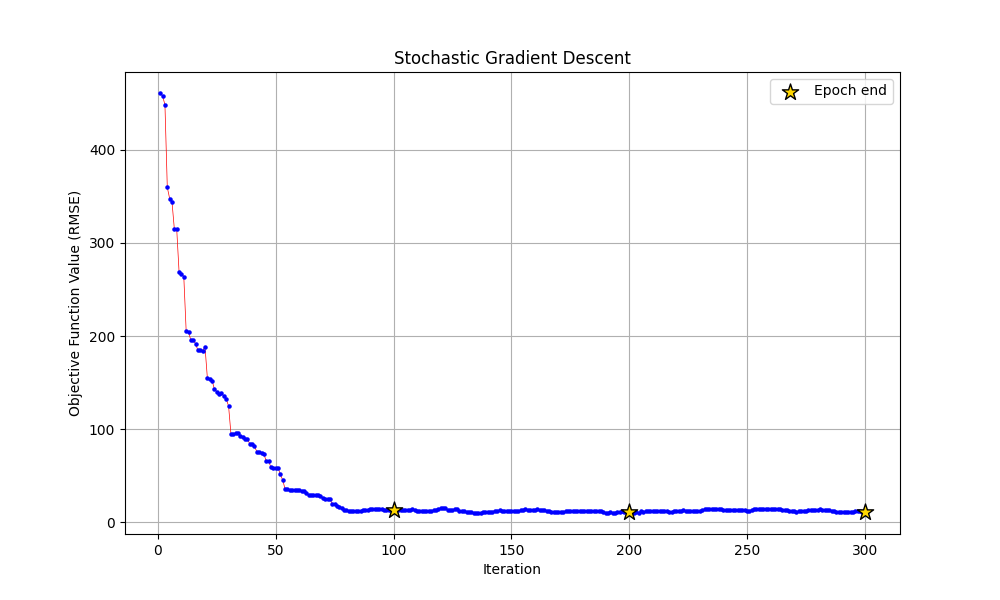 Stochastic Gradient Descent
Epoch end
Objective Function Value (RMSE)
400
300
200
100
0
0 50 100 150 200 250 300
Iteration